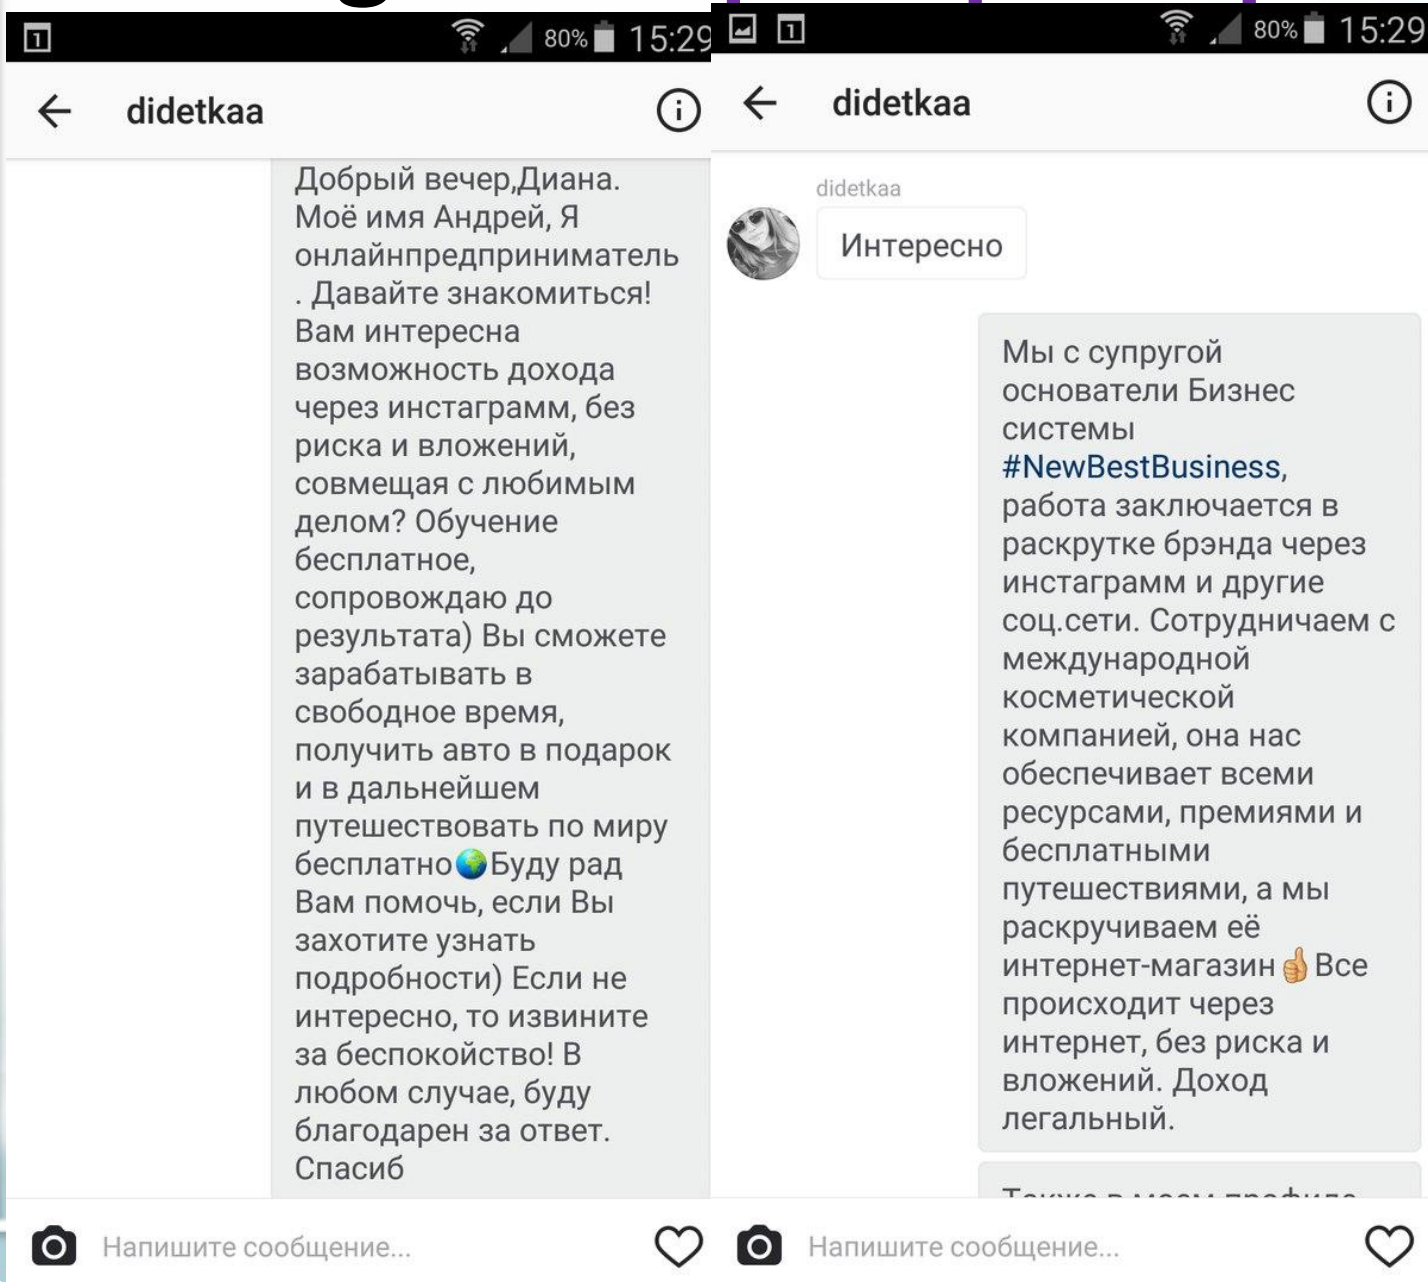 80% 15:29
didetkaa
Добрый вечер,Диана.
Моё имя Андрей, Я
онлайнпредприниматель
. Давайте знакомиться!
Вам интересна
возможность дохода
через инстаграмм, без
риска и вложений,
совмещая с любимым
делом? Обучение
бесплатное,
сопровождаю до
результата) Вы сможете
зарабатывать в
свободное время,
получить авто в подарок
и в дальнейшем
путешествовать по миру
бесплатно🌍Буду рад
Вам помочь, если Вы
захотите узнать
подробности) Если не
интересно, то извините
за беспокойство! В
любом случае, буду
благодарен за ответ.
Спасиб
Напишите сообщение...
80% 15:29
didetkaa
didetkaa
Интересно
Мы с супругой
основатели Бизнес
системы
#NewBestBusiness,
работа заключается в
раскрутке брэнда через
инстаграмм и другие
соц.сети. Сотрудничаем с
международной
косметической
компанией, она нас
обеспечивает всеми
ресурсами, премиями и
бесплатными
путешествиями, а мы
раскручиваем её
интернет-магазин👍Все
происходит через
интернет, без риска и
вложений. Доход
легальный.
Также в моем профиле
Напишите сообщение...